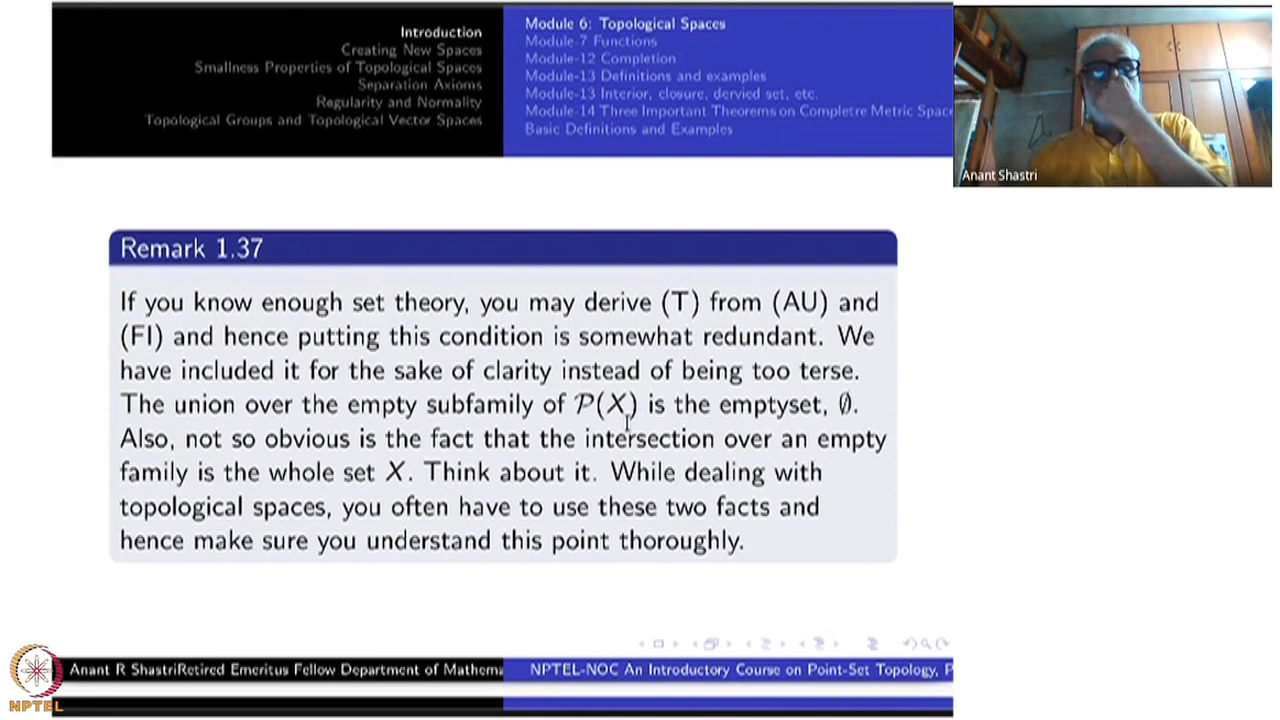 Introduction
Creating New Spaces
Smallness Properties of Topological Spaces
Separation Axioms
Regularity and Normality
Topological Groups and Topological Vector Spaces
Module 6: Topological Spaces
Module-7 Functions
Module-12 Completion
Module-13 Definitions and examples
Module-13 Interior, closure, dervied set, etc.
Module-14 Three Important Theorems on Completre Metric Space
Basic Definitions and Examples
Anant Shastri
Remark 1.37
If you know enough set theory, you may derive (T) from (AU) and
(FI) and hence putting this condition is somewhat redundant. We
have included it for the sake of clarity instead of being too terse.
The union over the empty subfamily of P(X) is the emptyset, ∅.
Also, not so obvious is the fact that the intersection over an empty
family is the whole set X. Think about it. While dealing with
topological spaces, you often have to use these two facts and
hence make sure you understand this point thoroughly.
Anant R ShastriRetired Emeritus Fellow Department of Mathema
NPTEL-NOC An Introductory Course on Point-Set Topology, P
NPTEL